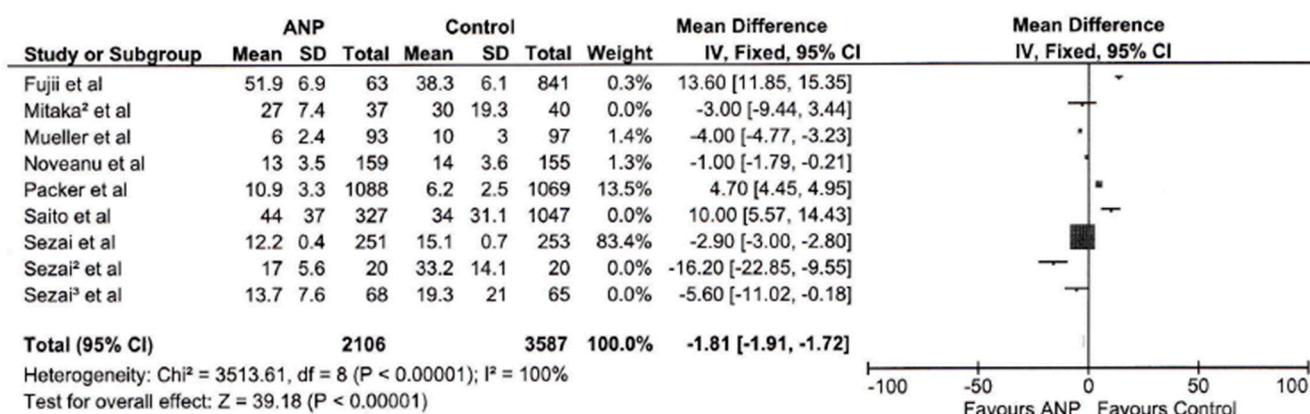 ANP Control Mean Difference Mean Difference
Study or Subgroup Mean SD Total Mean SD Total Weight IV, Fixed, 95% CI IV, Fixed, 95% CI
Fujii et al 51.9 6.9 63 38.3 6.1 841 0.3% 13.60 [11.85, 15.35]
Mitaka² et al 27 7.4 37 30 19.3 40 0.0% -3.00 [-9.44, 3.44]
Mueller et al 6 2.4 93 10 3 97 1.4% -4.00 [-4.77, -3.23]
Noveanu et al 13 3.5 159 14 3.6 155 1.3% -1.00 [-1.79, -0.21]
Packer et al 10.9 3.3 1088 6.2 2.5 1069 13.5% 4.70 [4.45, 4.95]
Saito et al 44 37 327 34 31.1 1047 0.0% 10.00 [5.57, 14.43]
Sezai et al 12.2 0.4 251 15.1 0.7 253 83.4% -2.90 [-3.00, -2.80]
Sezai² et al 17 5.6 20 33.2 14.1 20 0.0% -16.20 [-22.85, -9.55]
Sezai³ et al 13.7 7.6 68 19.3 21 65 0.0% -5.60 [-11.02, -0.18]
Total (95% CI) 2106 3587 100.0% -1.81 [-1.91, -1.72]
Heterogeneity: Chi² = 3513.61, df = 8 (P < 0.00001); I² = 100%
Test for overall effect: Z = 39.18 (P < 0.00001)
-100 -50 0 50 100
Favours ANP Favours Control